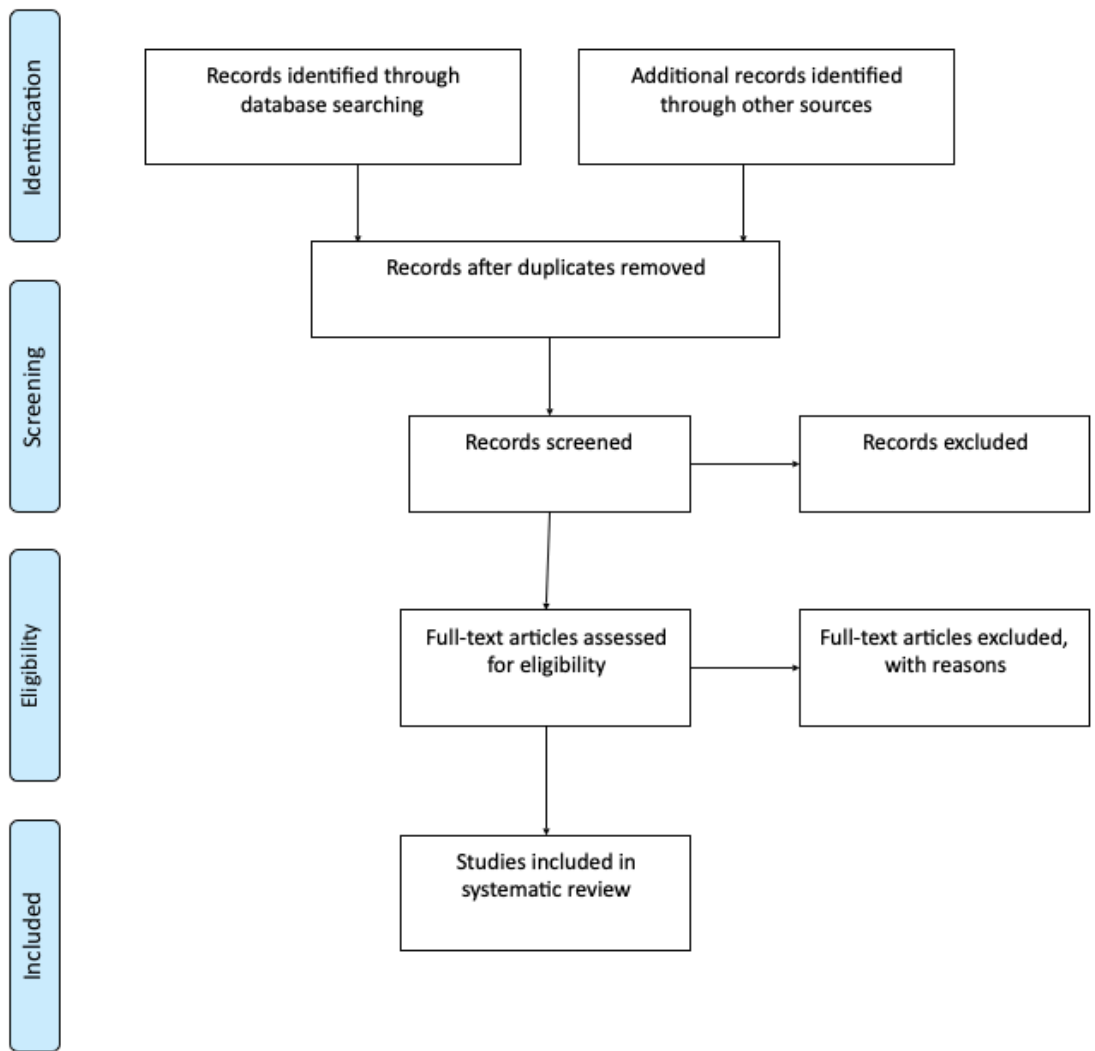 Identification
Records identified through
database searching
Additional records identified
through other sources
Records after duplicates removed
Screening
Records screened
Records excluded
Eligibility
Full-text articles assessed
for eligibility
Full-text articles excluded,
with reasons
Included
Studies included in
systematic review